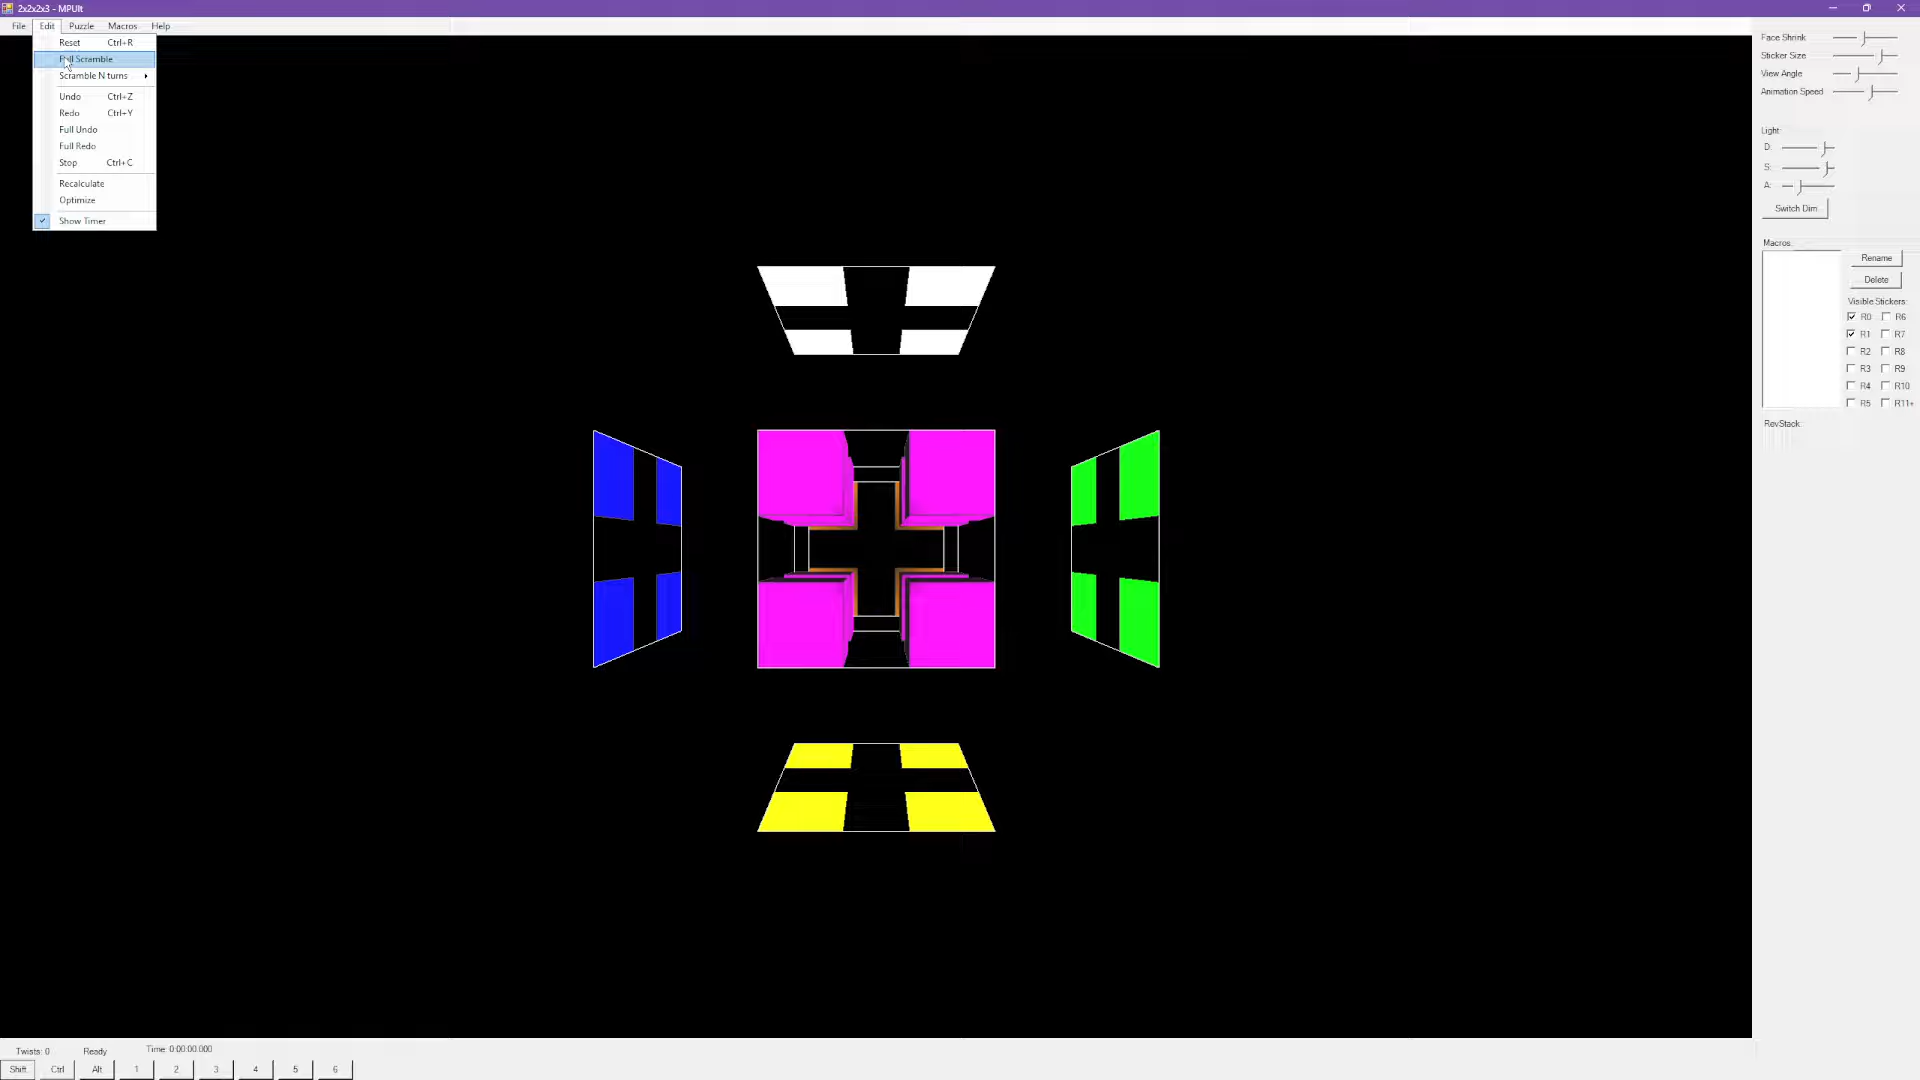 2x2x2x3 - MPUlt
File Edit Puzzle Macros Help
Reset Ctrl+R
Full Scramble
Scramble N turns
Undo Ctrl+Z
Redo Ctrl+Y
Full Undo
Full Redo
Stop Ctrl+C
Recalculate
Optimize
Show Timer
Face Shrink
Sticker Size
View Angle
Animation Speed
Light:
D:
S:
A:
Switch Dim
Macros:
Rename
Delete
Visible Stickers:
R0 R6
R1 R7
R2 R8
R3 R9
R4 R10
R5 R11+
RevStack:
Twists: 0 Ready Time: 0:00:00.000
Shift Ctrl Alt 1 2 3 4 5 6